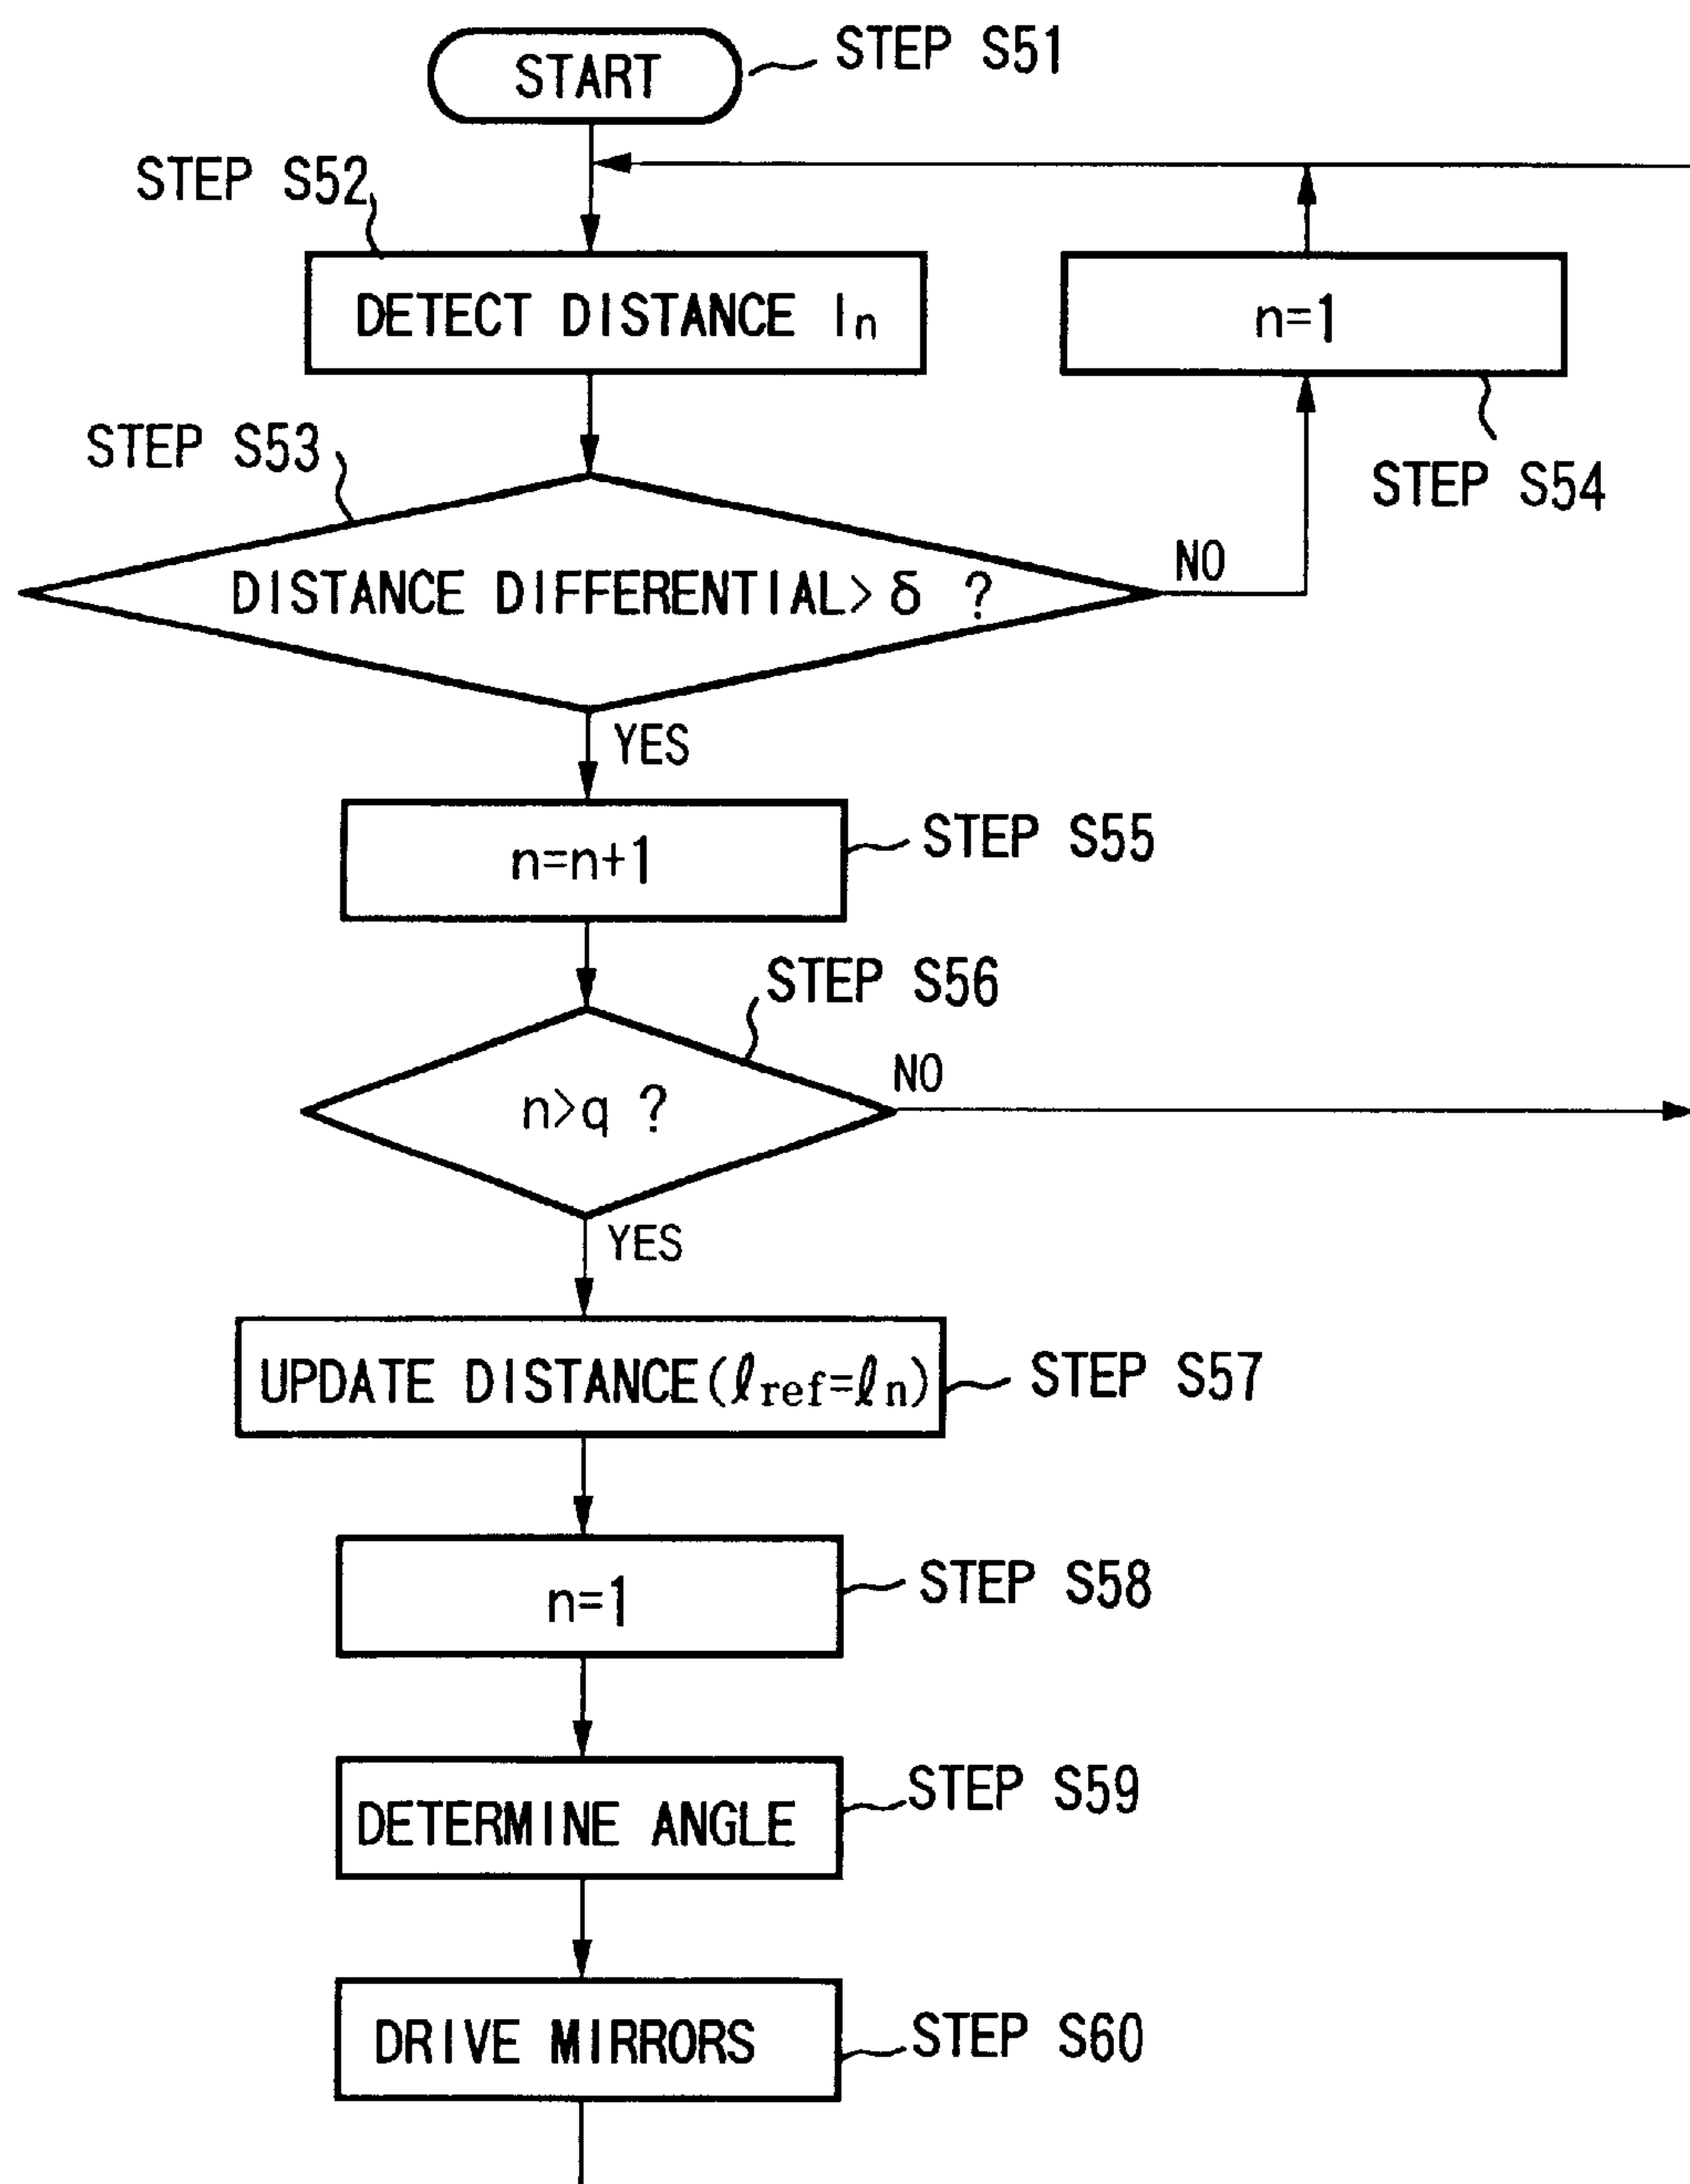 START
STEP S51
STEP S52
DETECT DISTANCE ln
n=1
STEP S53
STEP S54
DISTANCE DIFFERENTIAL>δ ?
NO
YES
n=n+1
STEP S55
STEP S56
n>q ?
NO
YES
UPDATE DISTANCE(ℓref=ℓn)
STEP S57
n=1
STEP S58
DETERMINE ANGLE
STEP S59
DRIVE MIRRORS
STEP S60